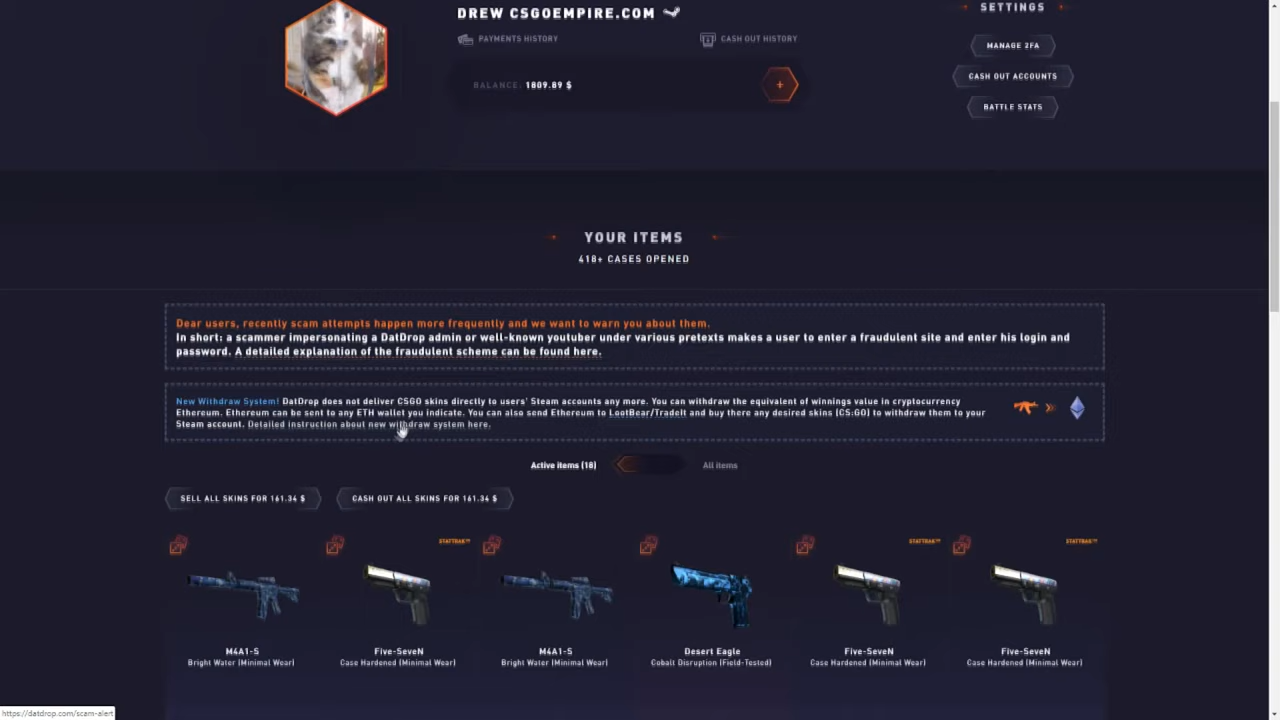 DREW CSGOEMPIRE.COM
SETTINGS
PAYMENTS HISTORY
CASH OUT HISTORY
MANAGE 2FA
CASH OUT ACCOUNTS
BALANCE: 1809.89 $
+
BATTLE STATS
YOUR ITEMS
418+ CASES OPENED
Dear users, recently scam attempts happen more frequently and we want to warn you about them.
In short: a scammer impersonating a DatDrop admin or well-known youtuber under various pretexts makes a user to enter a fraudulent site and enter his login and
password. A detailed explanation of the fraudulent scheme can be found here.
New Withdraw System! DatDrop does not deliver CSGO skins directly to users' Steam accounts any more. You can withdraw the equivalent of winnings value in cryptocurrency
Ethereum. Ethereum can be sent to any ETH wallet you indicate. You can also send Ethereum to LootBear/TradeIt and buy there any desired skins (CS:GO) to withdraw them to your
Steam account. Detailed instruction about new withdraw system here.
Active items (18)
All items
SELL ALL SKINS FOR 161.34 $
CASH OUT ALL SKINS FOR 161.34 $
STATTRAK™
STATTRAK™
STATTRAK™
M4A1-S
Bright Water (Minimal Wear)
Five-SeveN
Case Hardened (Minimal Wear)
M4A1-S
Bright Water (Minimal Wear)
Desert Eagle
Cobalt Disruption (Field-Tested)
Five-SeveN
Case Hardened (Minimal Wear)
Five-SeveN
Case Hardened (Minimal Wear)
https://datdrop.com/scam-alert